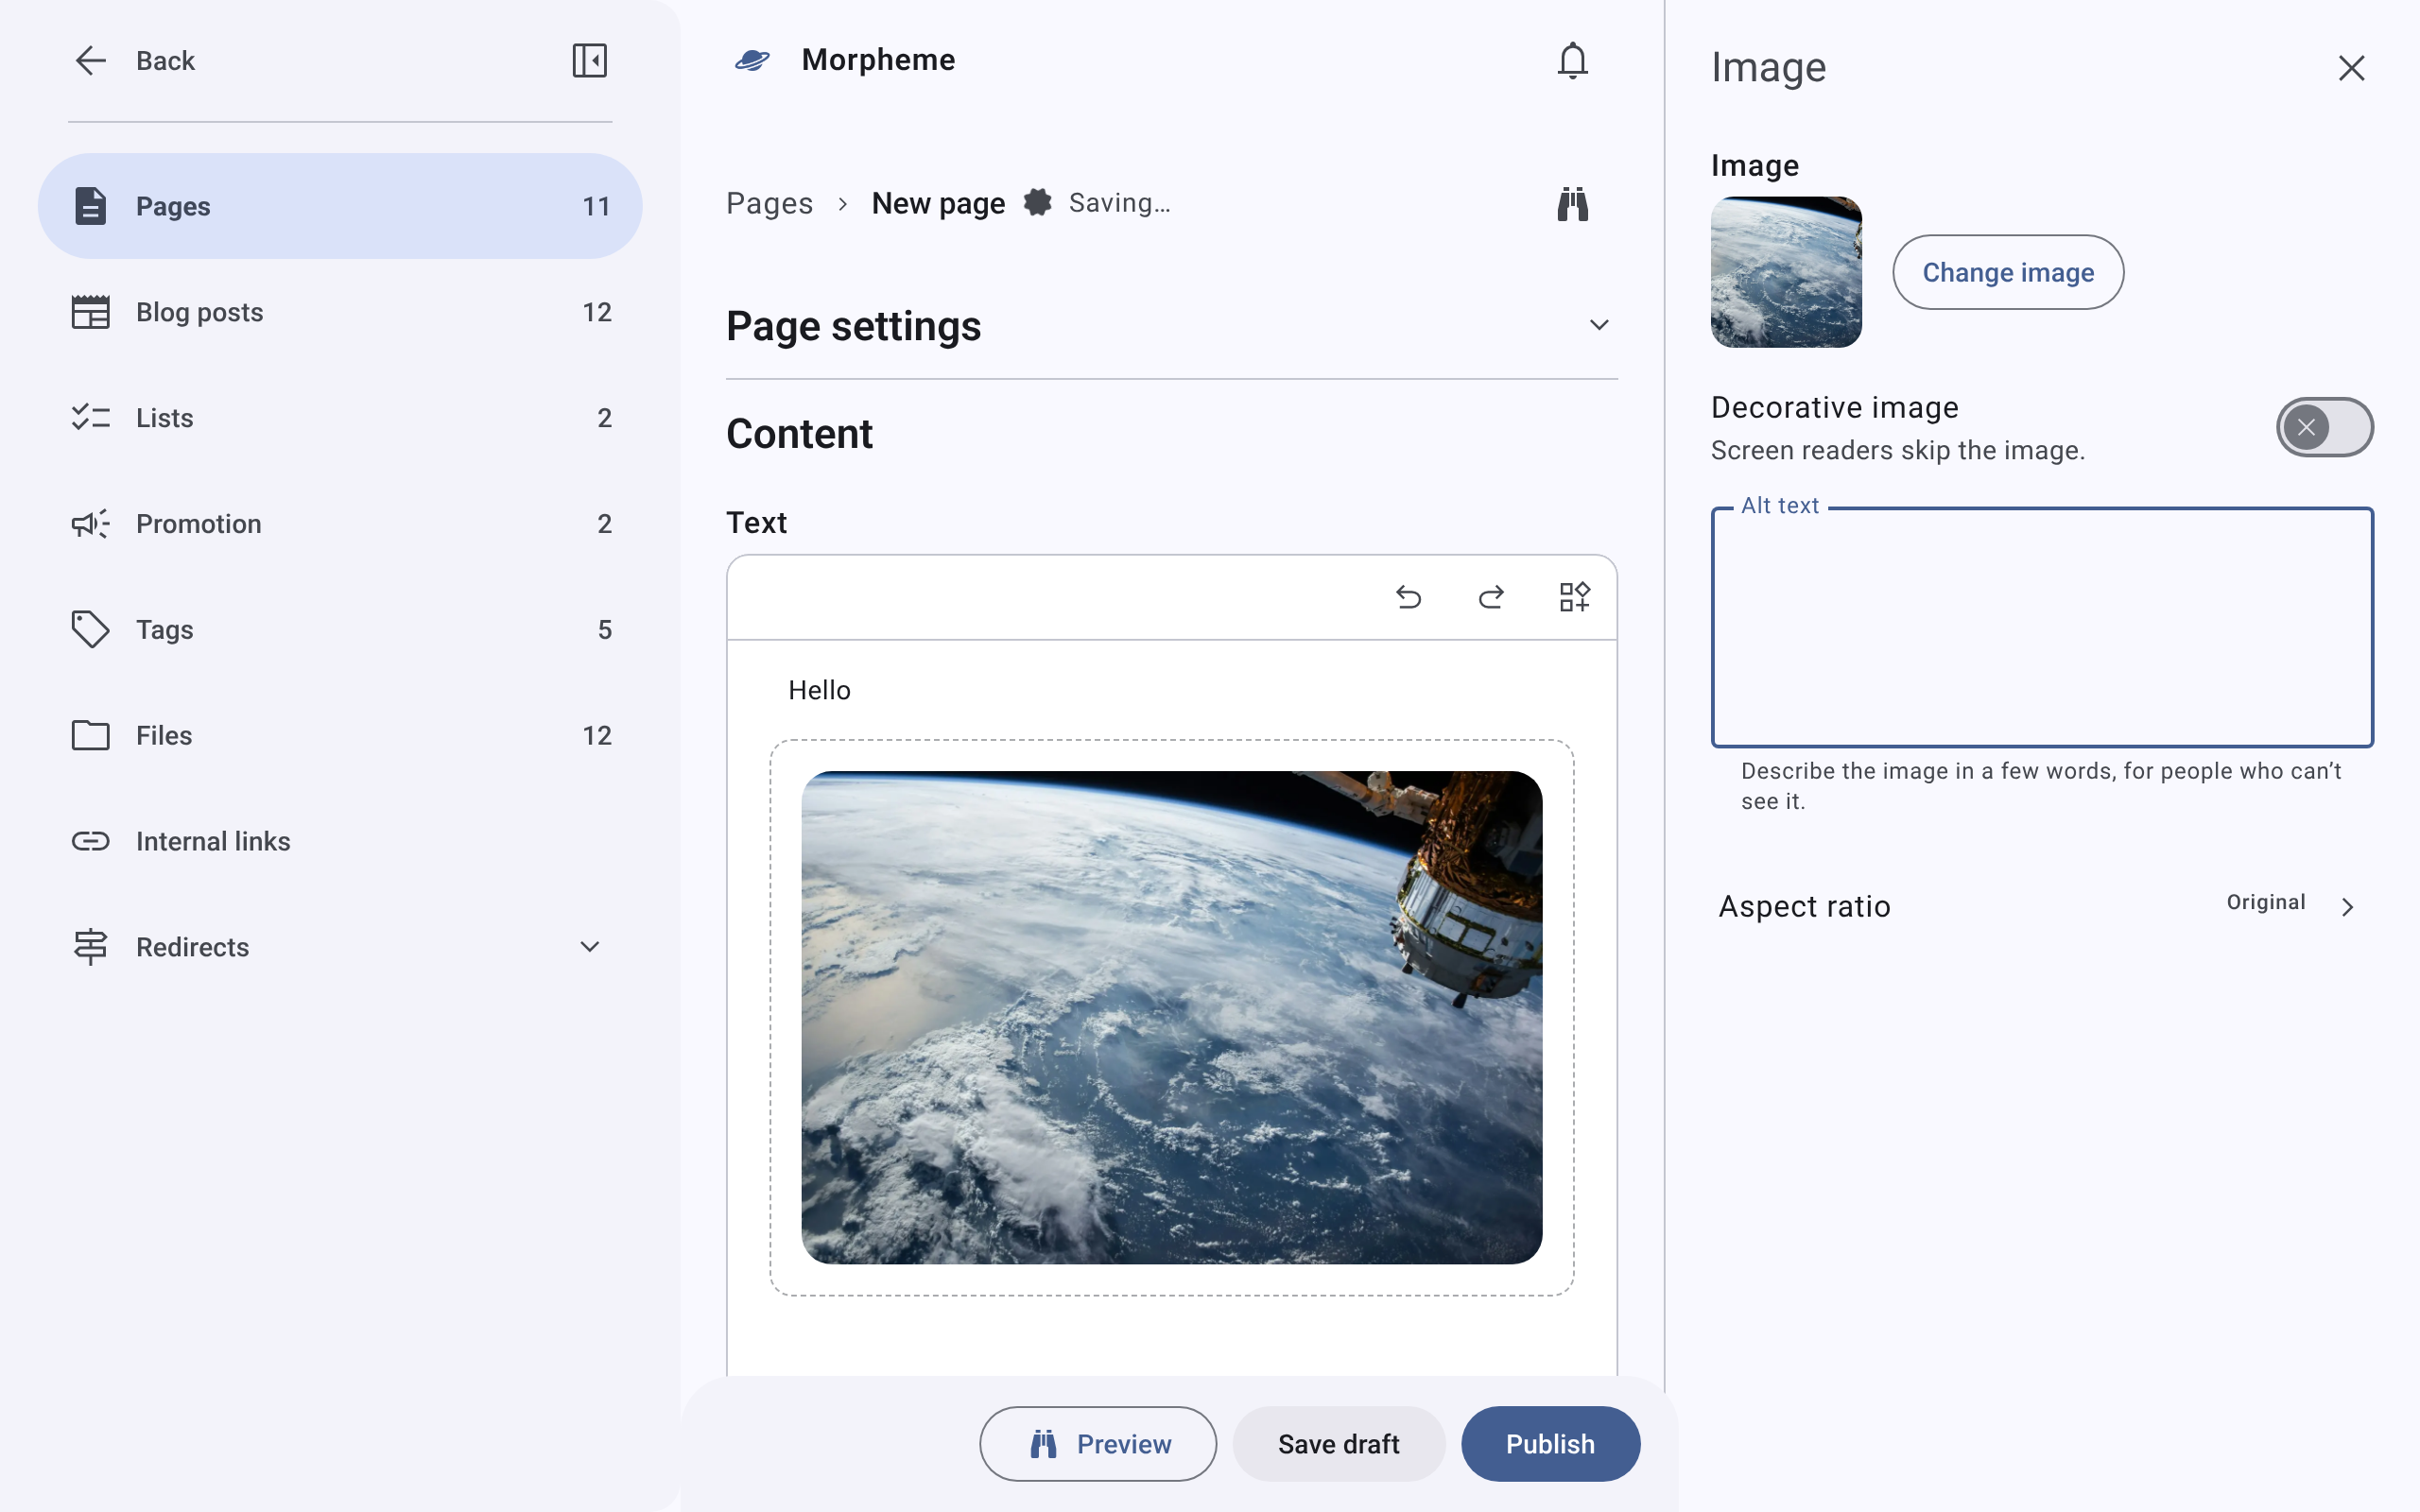 Back
Pages 11
Blog posts 12
Lists 2
Promotion 2
Tags 5
Files 12
Internal links
Redirects
Morpheme
Pages New page Saving…
Page settings
Content
Text
Hello
Preview Save draft Publish
Image
Image
Change image
Decorative image
Screen readers skip the image.
Alt text
Describe the image in a few words, for people who can’t
see it.
Aspect ratio Original